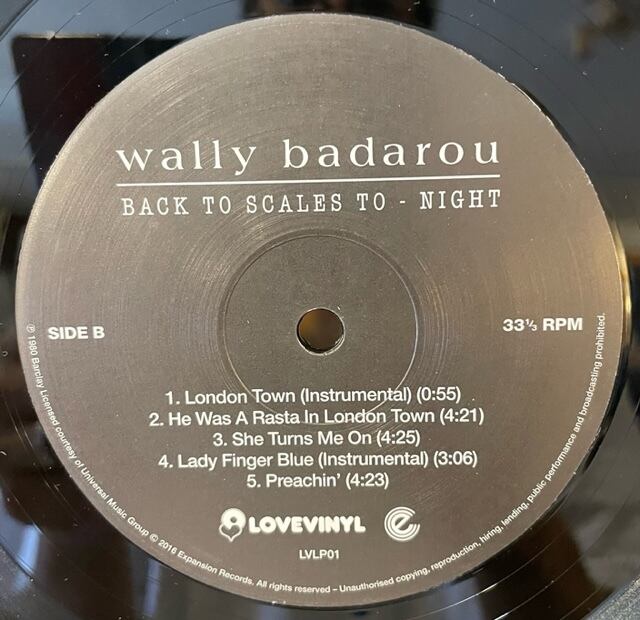 wally badarou
BACK TO SCALES TO - NIGHT
SIDE B
33⅓ RPM
1. London Town (Instrumental) (0:55)
2. He Was A Rasta In London Town (4:21)
3. She Turns Me On (4:25)
4. Lady Finger Blue (Instrumental) (3:06)
5. Preachin' (4:23)
LOVEVINYL
LVLP01
℗ 1980 Barclay Licensed courtesy of Universal Music Group © 2016 Expansion Records. All rights reserved – Unauthorised copying, reproduction, hiring, lending, public performance and broadcasting prohibited.